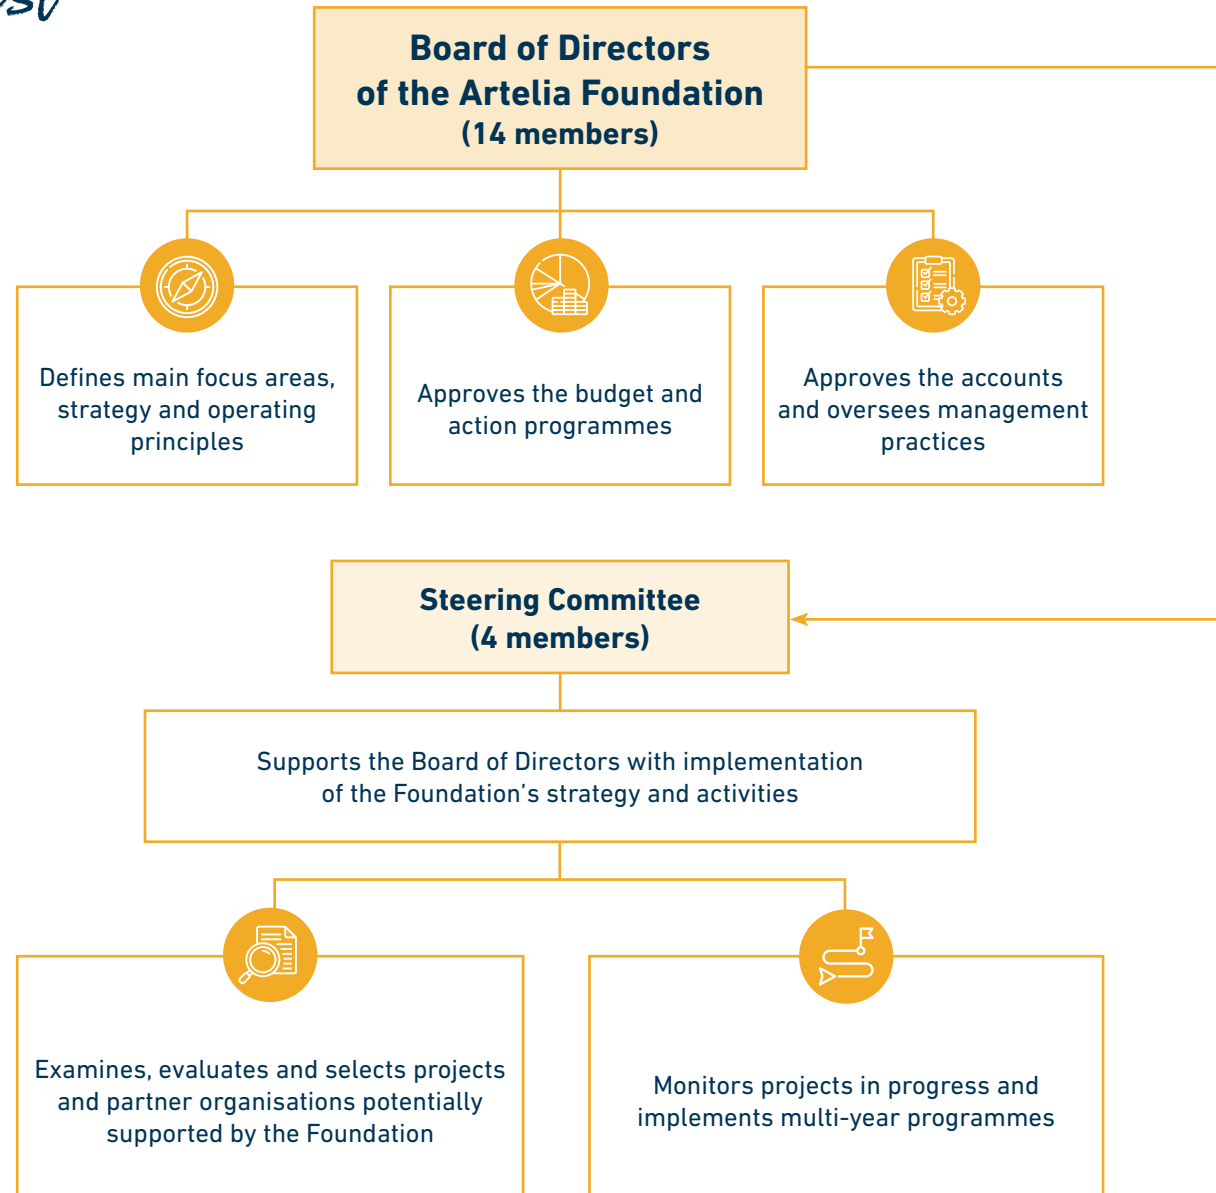 Board of Directors
of the Artelia Foundation
(14 members)
Defines main focus areas,
strategy and operating
principles
Approves the budget and
action programmes
Approves the accounts
and oversees management
practices
Steering Committee
(4 members)
Supports the Board of Directors with implementation
of the Foundation’s strategy and activities
Examines, evaluates and selects projects
and partner organisations potentially
supported by the Foundation
Monitors projects in progress and
implements multi-year programmes